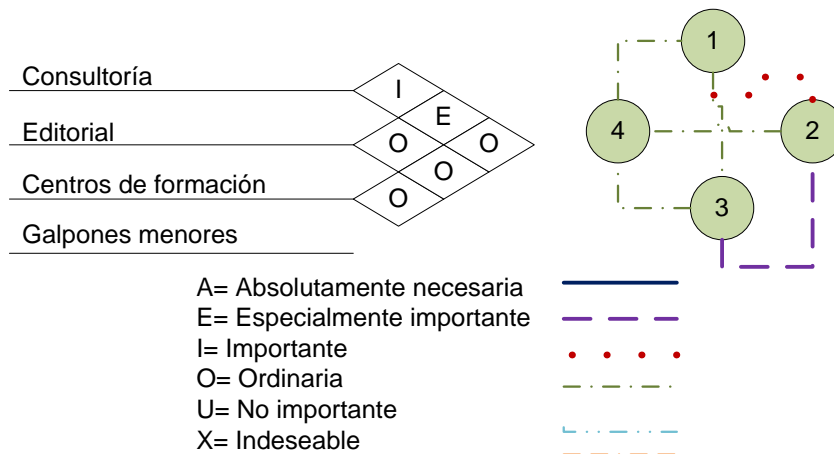 Consultoría
Editorial
Centros de formación
Galpones menores
I
E
O
O
O
O
1
2
3
4
A= Absolutamente necesaria
E= Especialmente importante
I= Importante
O= Ordinaria
U= No importante
X= Indeseable